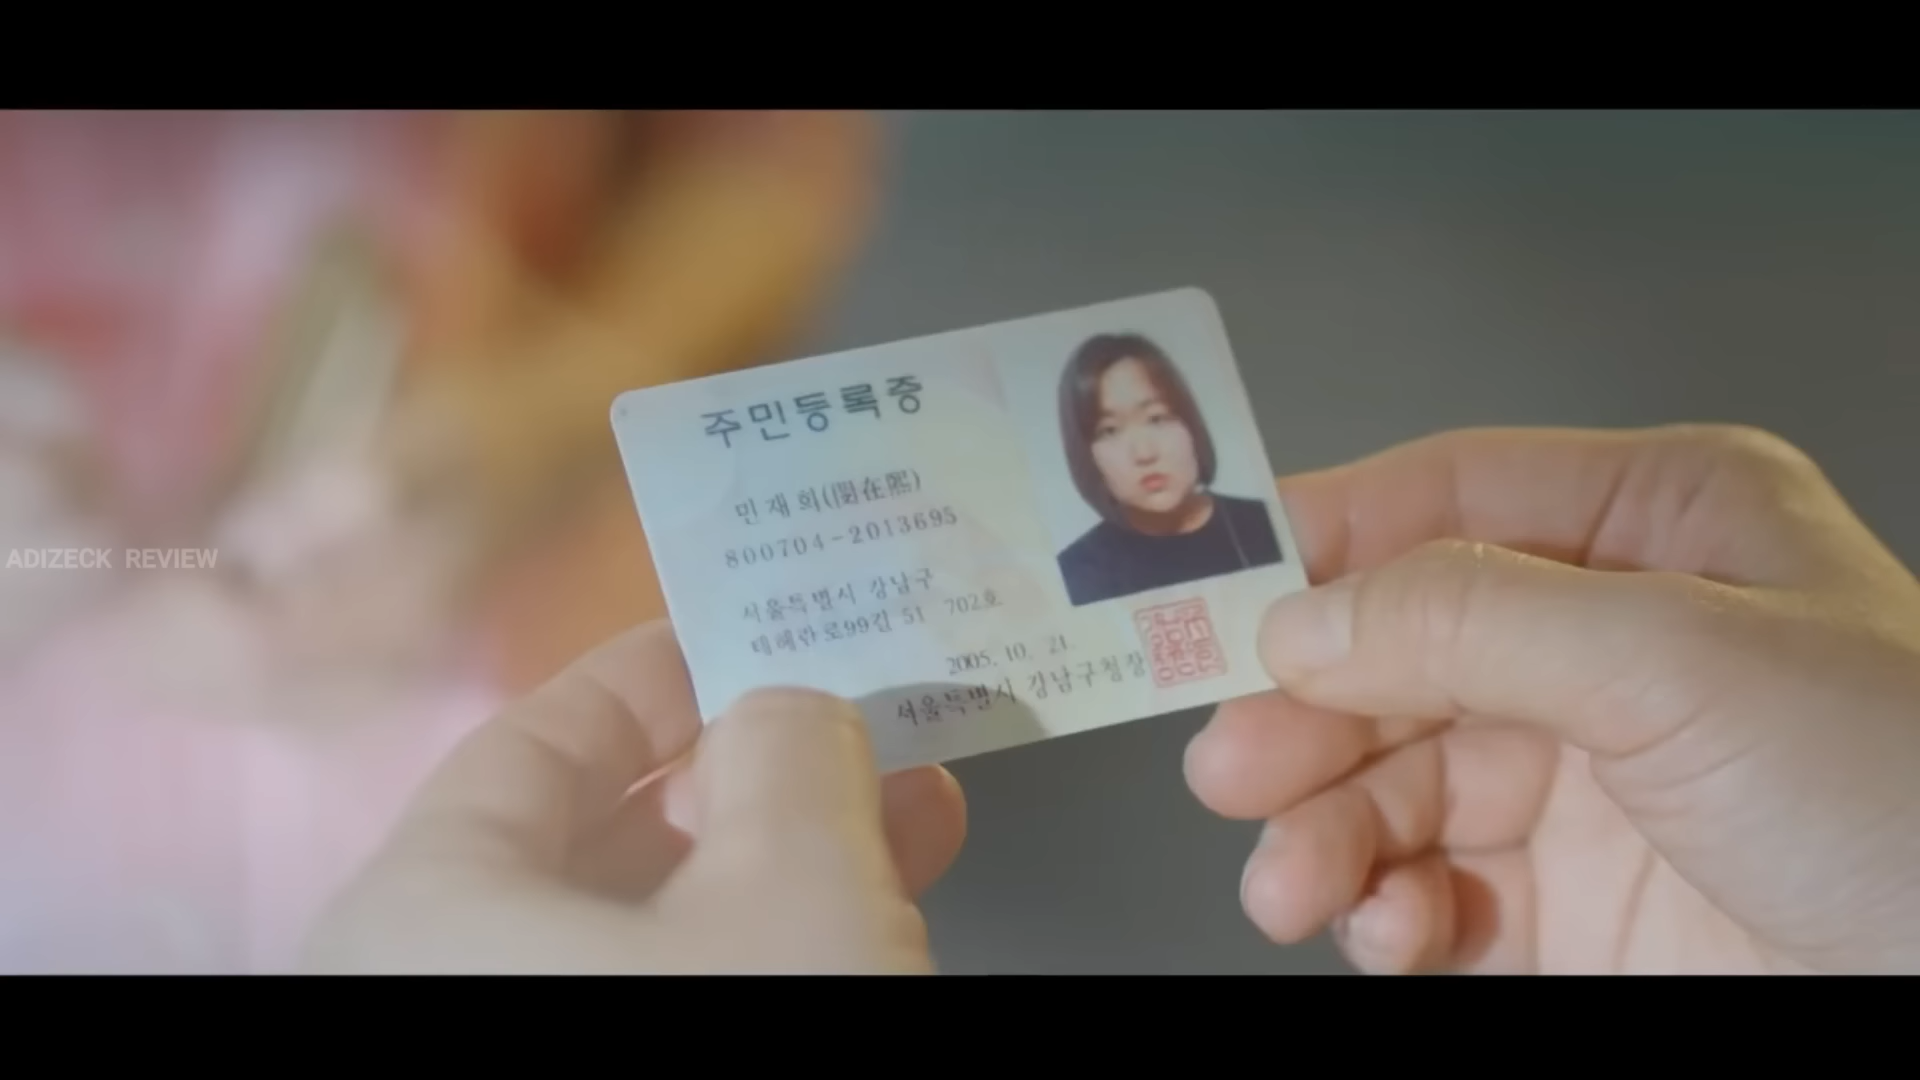 주민등록증
민재희(閔在熙)
800704-2013695
서울특별시 강남구
테헤란로99길 51 702호
2005. 10. 21.
서울특별시 강남구청장
ADIZECK REVIEW